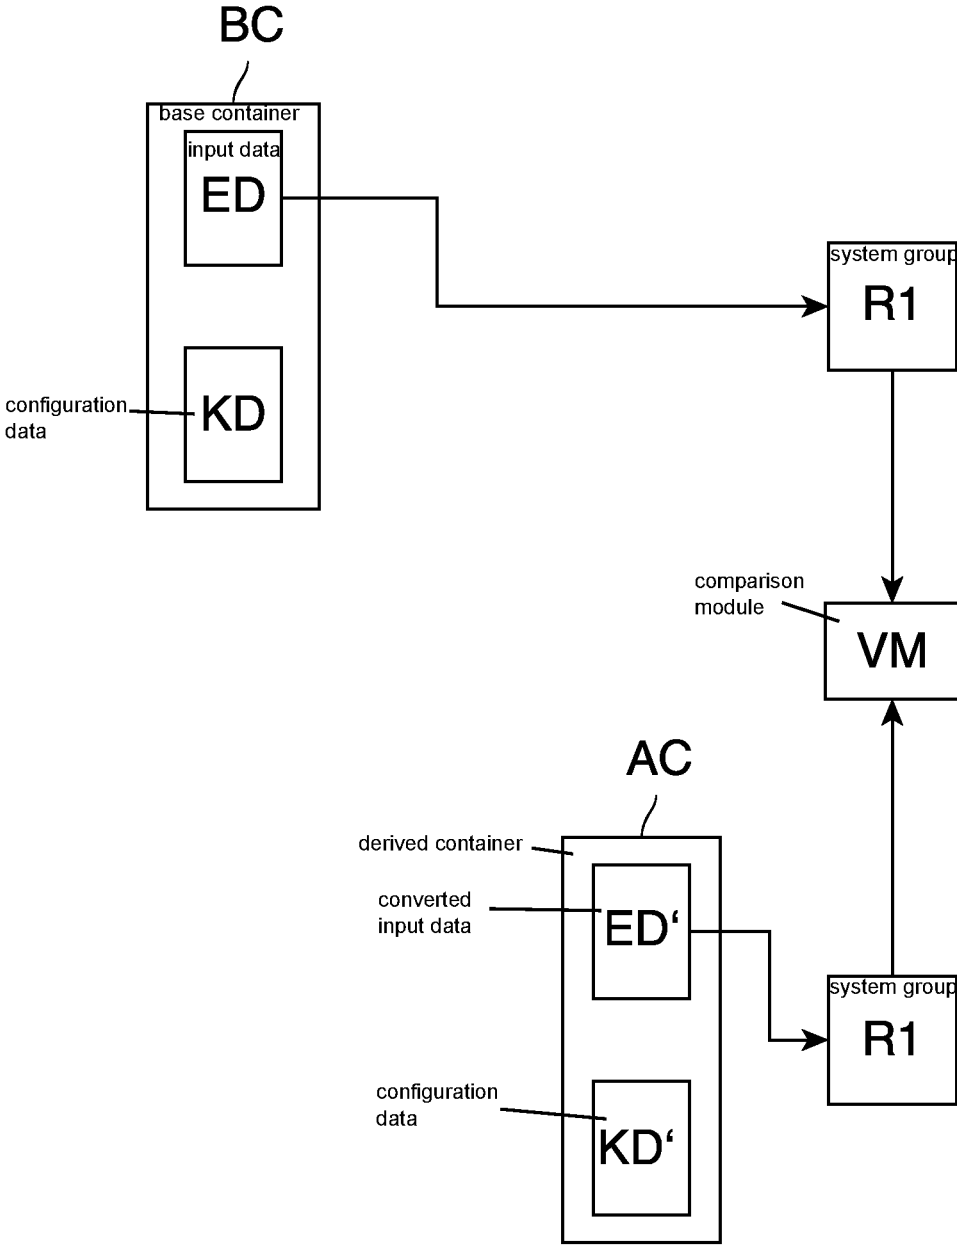 BC
base container
input data
ED
system group
R1
configuration
data
KD
comparison
module
VM
AC
derived container
converted
input data
ED‘
system group
R1
configuration
data
KD‘